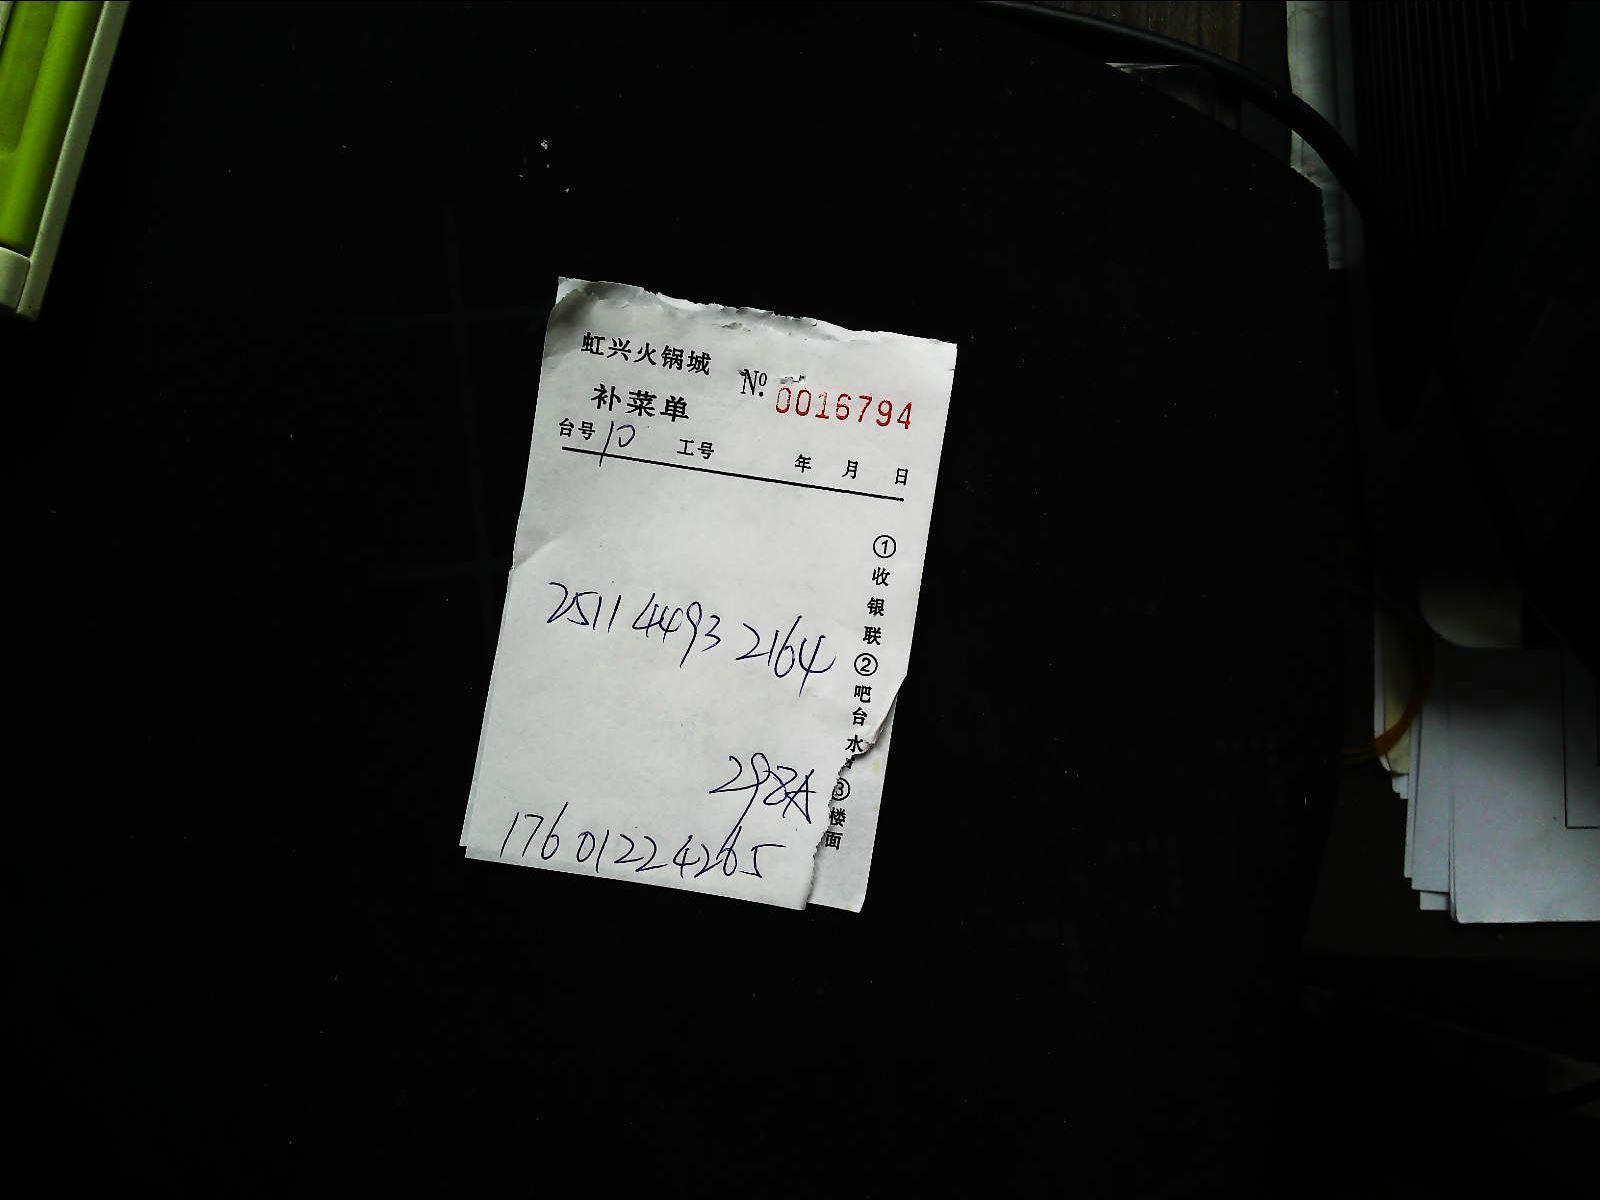 虹兴火锅城
No. 0016794
补菜单
台号 10 工号 年 月 日
2511 4493 2164
298A
176 0122 4265
①收银联②吧台水③楼面